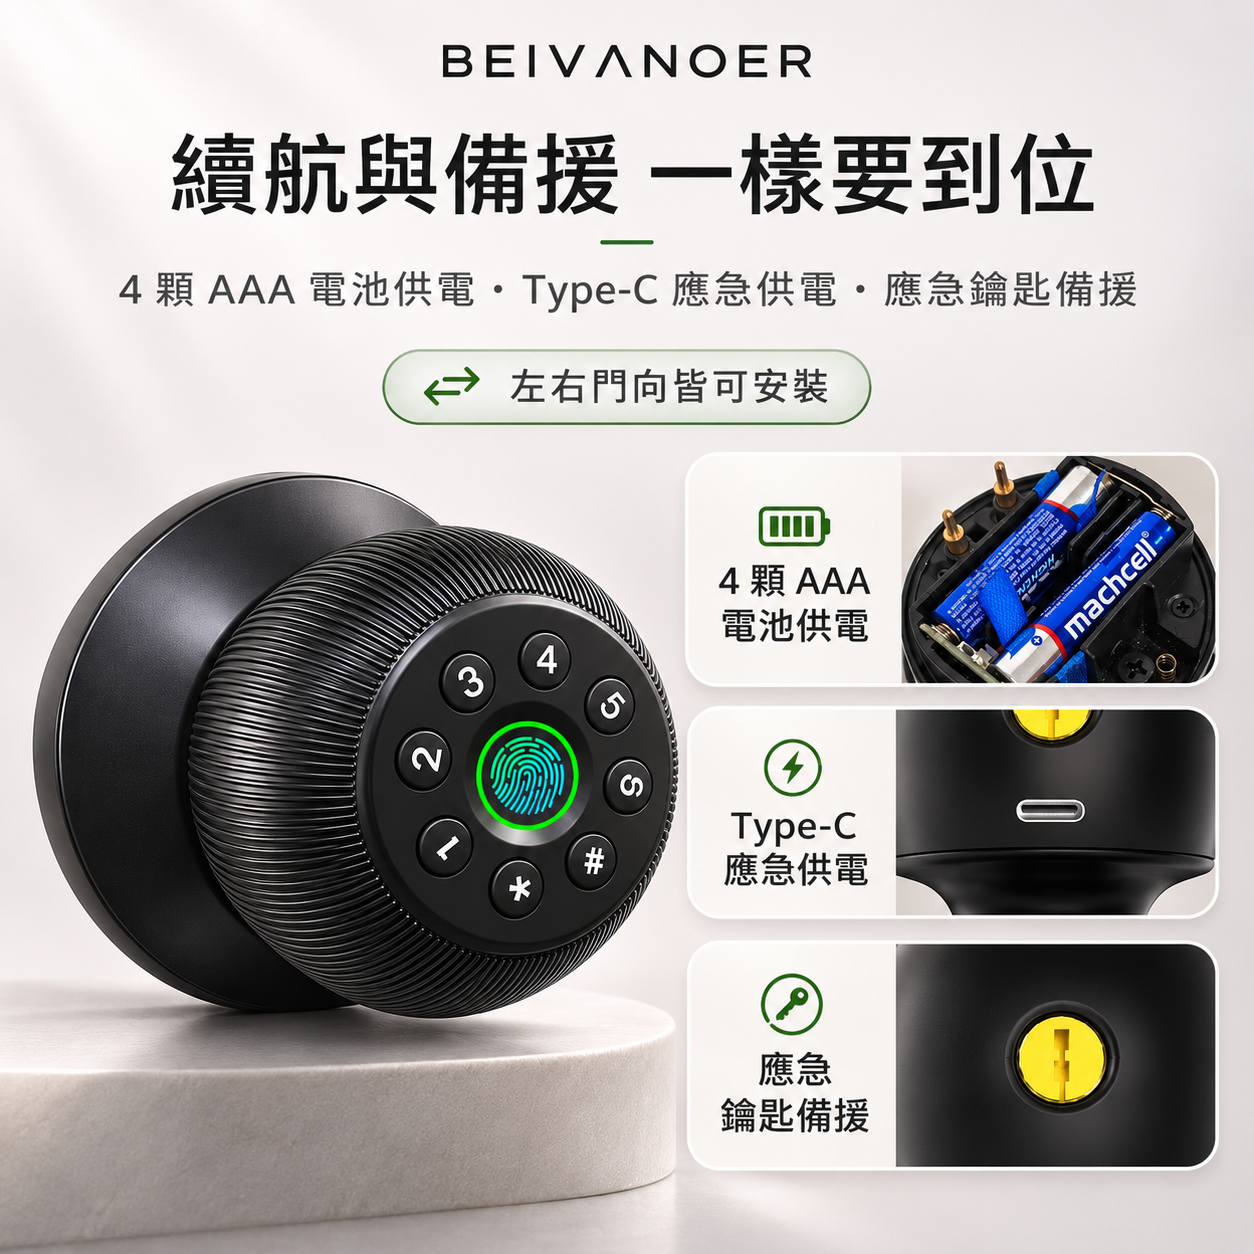 BEIVANOER
續航與備援 一樣要到位
4 顆 AAA 電池供電・Type-C 應急供電・應急鑰匙備援
左右門向皆可安裝
4 顆 AAA
電池供電
machcell
Type-C
應急供電
應急
鑰匙備援
3
4
5
2
S
1
*
#